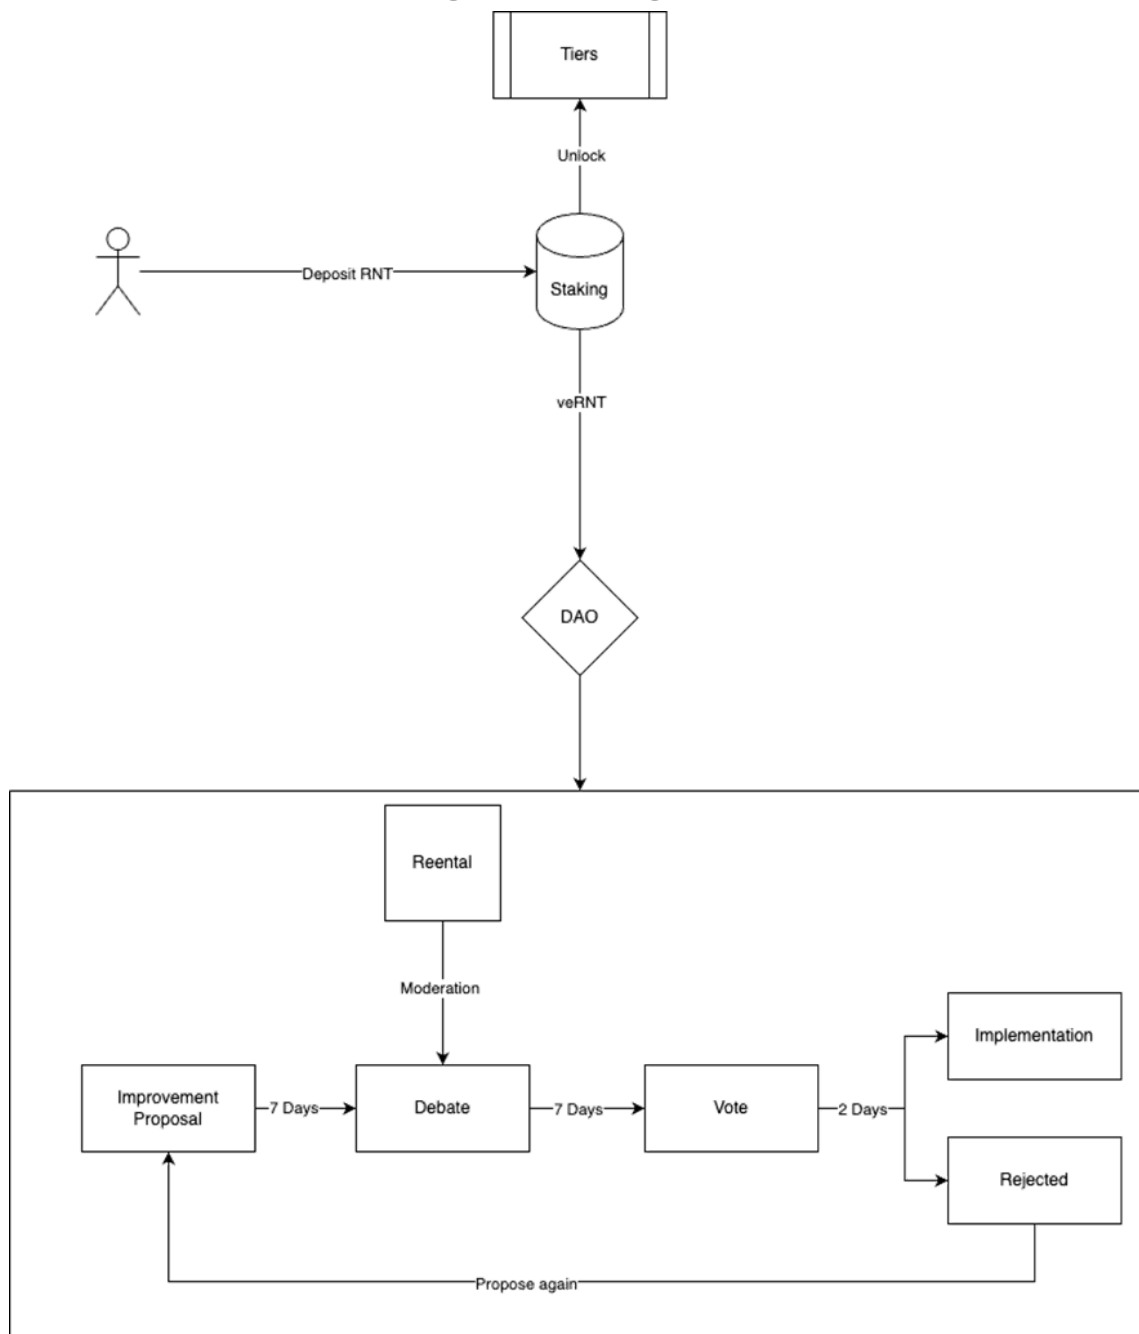 Tiers
Unlock
Deposit RNT
Staking
veRNT
DAO
Reental
Moderation
Implementation
Improvement
Proposal
7 Days
Debate
7 Days
Vote
2 Days
Rejected
Propose again